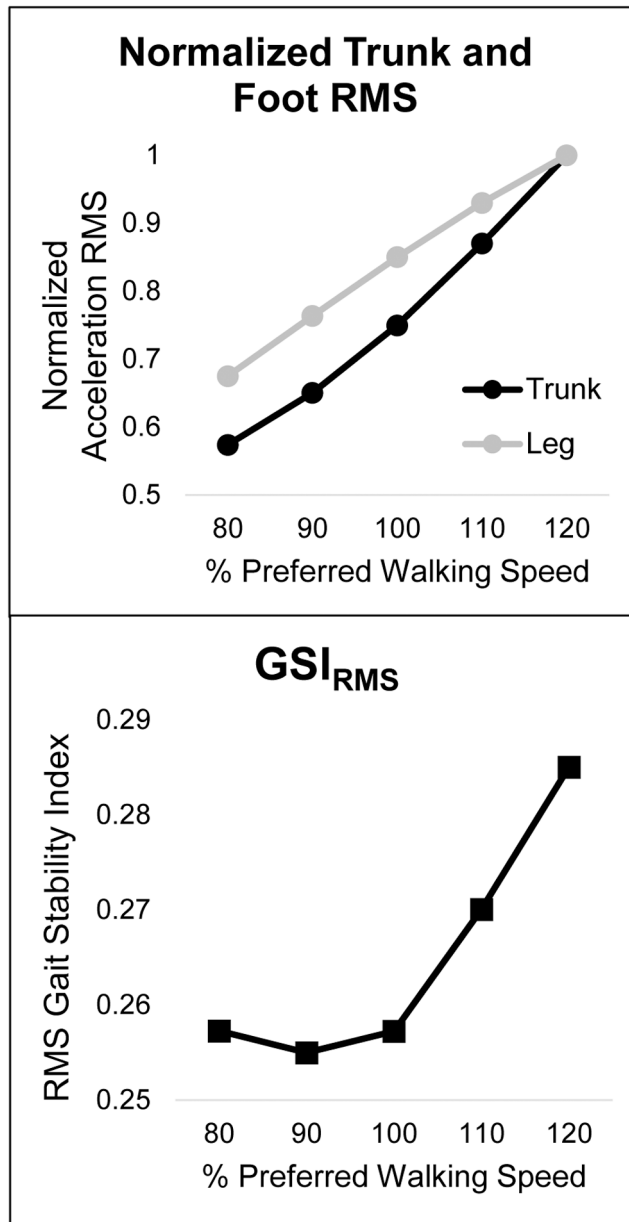 Normalized Trunk and
Foot RMS
Normalized
Acceleration RMS
1
0.9
0.8
0.7
0.6
0.5
Trunk
Leg
80 90 100 110 120
% Preferred Walking Speed
GSI_RMS
RMS Gait Stability Index
0.29
0.28
0.27
0.26
0.25
80 90 100 110 120
% Preferred Walking Speed